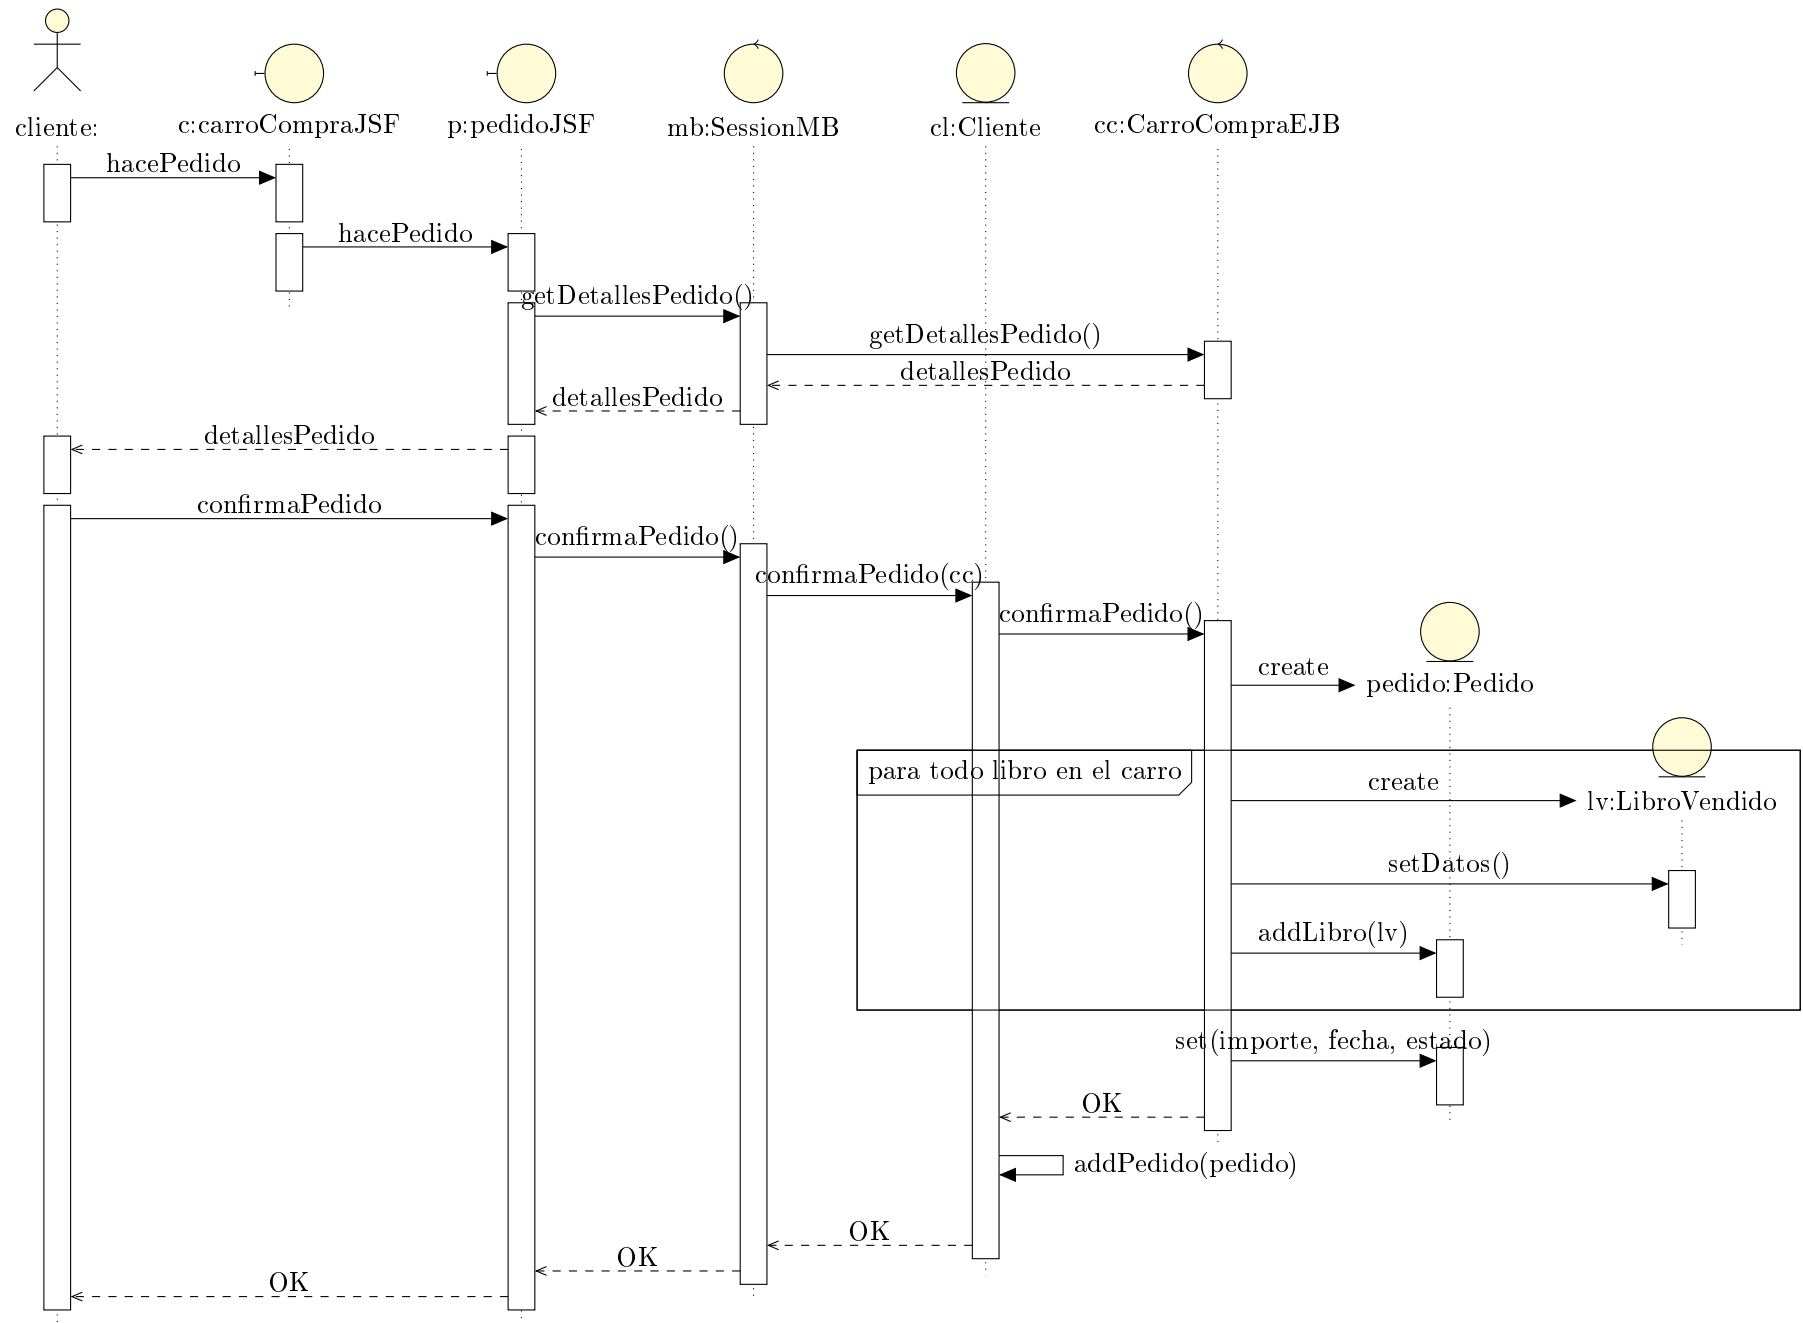 cliente:
c:carroCompraJSF
p:pedidoJSF
mb:SessionMB
cl:Cliente
cc:CarroCompraEJB
hacePedido
hacePedido
getDetallesPedido()
getDetallesPedido()
detallesPedido
detallesPedido
detallesPedido
confirmaPedido
confirmaPedido()
confirmaPedido(cc)
confirmaPedido()
create
pedido:Pedido
para todo libro en el carro
create
lv:LibroVendido
setDatos()
addLibro(lv)
set(importe, fecha, estado)
OK
addPedido(pedido)
OK
OK
OK